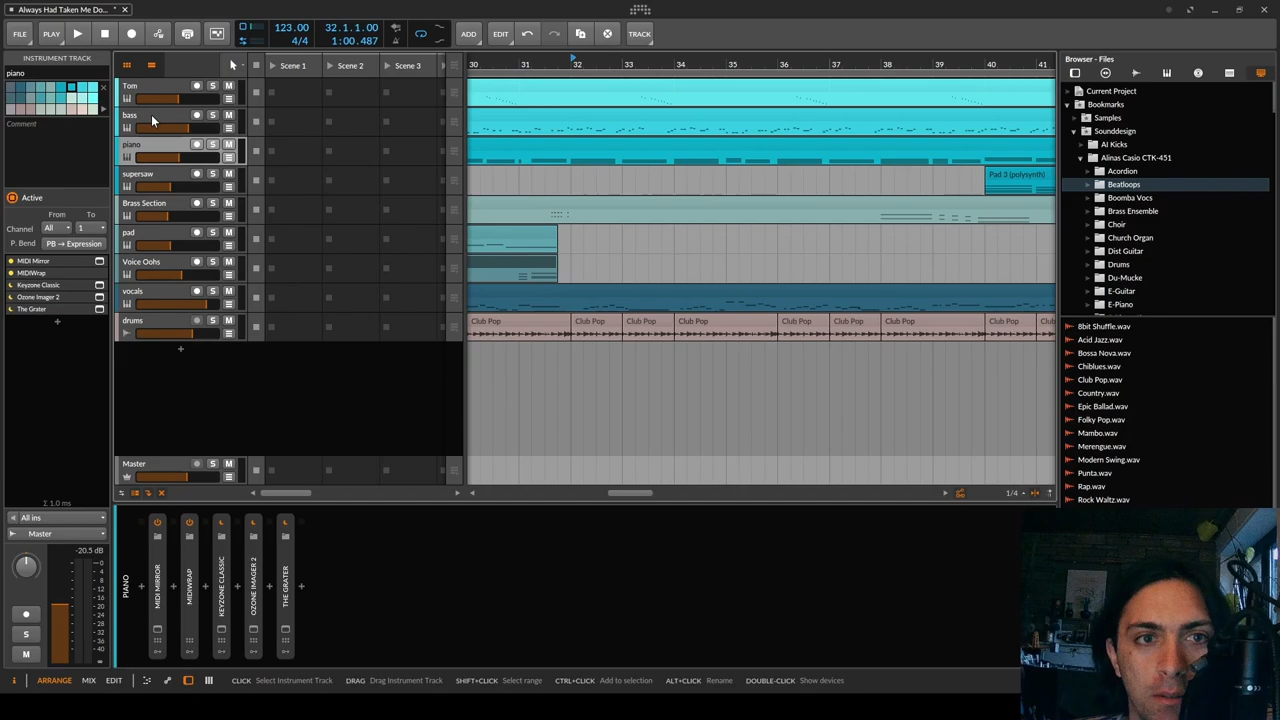 Always Had Taken Me Do...
FILE
PLAY
123.00
4/4
32.1.1.00
1:00.487
ADD
EDIT
TRACK
INSTRUMENT TRACK
piano
Comment
Active
From
To
Channel
All
1
P. Bend
PB → Expression
MIDI Mirror
MIDIWrap
Keyzone Classic
Ozone Imager 2
The Grater
Σ 1.0 ms
All ins
Master
-20.5 dB
0
4
8
12
16
20
24
28
32
36
40
∞
S
M
Scene 1
Scene 2
Scene 3
30
31
32
33
34
35
36
37
38
39
40
41
Tom
S
M
bass
S
M
piano
S
M
supersaw
S
M
Pad 3 (polysynth)
Brass Section
S
M
pad
S
M
Voice Oohs
S
M
vocals
S
M
drums
S
M
Club Pop
Club Pop
Club Pop
Club Pop
Club Pop
Club Pop
Club Pop
Club Pop
Club
Master
S
M
1/4
Browser - Files
Current Project
Bookmarks
Samples
Sounddesign
AI Kicks
Alinas Casio CTK-451
Acordion
Beatloops
Boomba Vocs
Brass Ensemble
Choir
Church Organ
Dist Guitar
Drums
Du-Mucke
E-Guitar
E-Piano
8bit Shuffle.wav
Acid Jazz.wav
Bossa Nova.wav
Chiblues.wav
Club Pop.wav
Country.wav
Epic Ballad.wav
Folky Pop.wav
Mambo.wav
Merengue.wav
Modern Swing.wav
Punta.wav
Rap.wav
Rock Waltz.wav
PIANO
MIDI MIRROR
MIDIWRAP
KEYZONE CLASSIC
OZONE IMAGER 2
THE GRATER
ARRANGE
MIX
EDIT
CLICK Select Instrument Track
DRAG Drag Instrument Track
SHIFT+CLICK Select range
CTRL+CLICK Add to selection
ALT+CLICK Rename
DOUBLE-CLICK Show devices